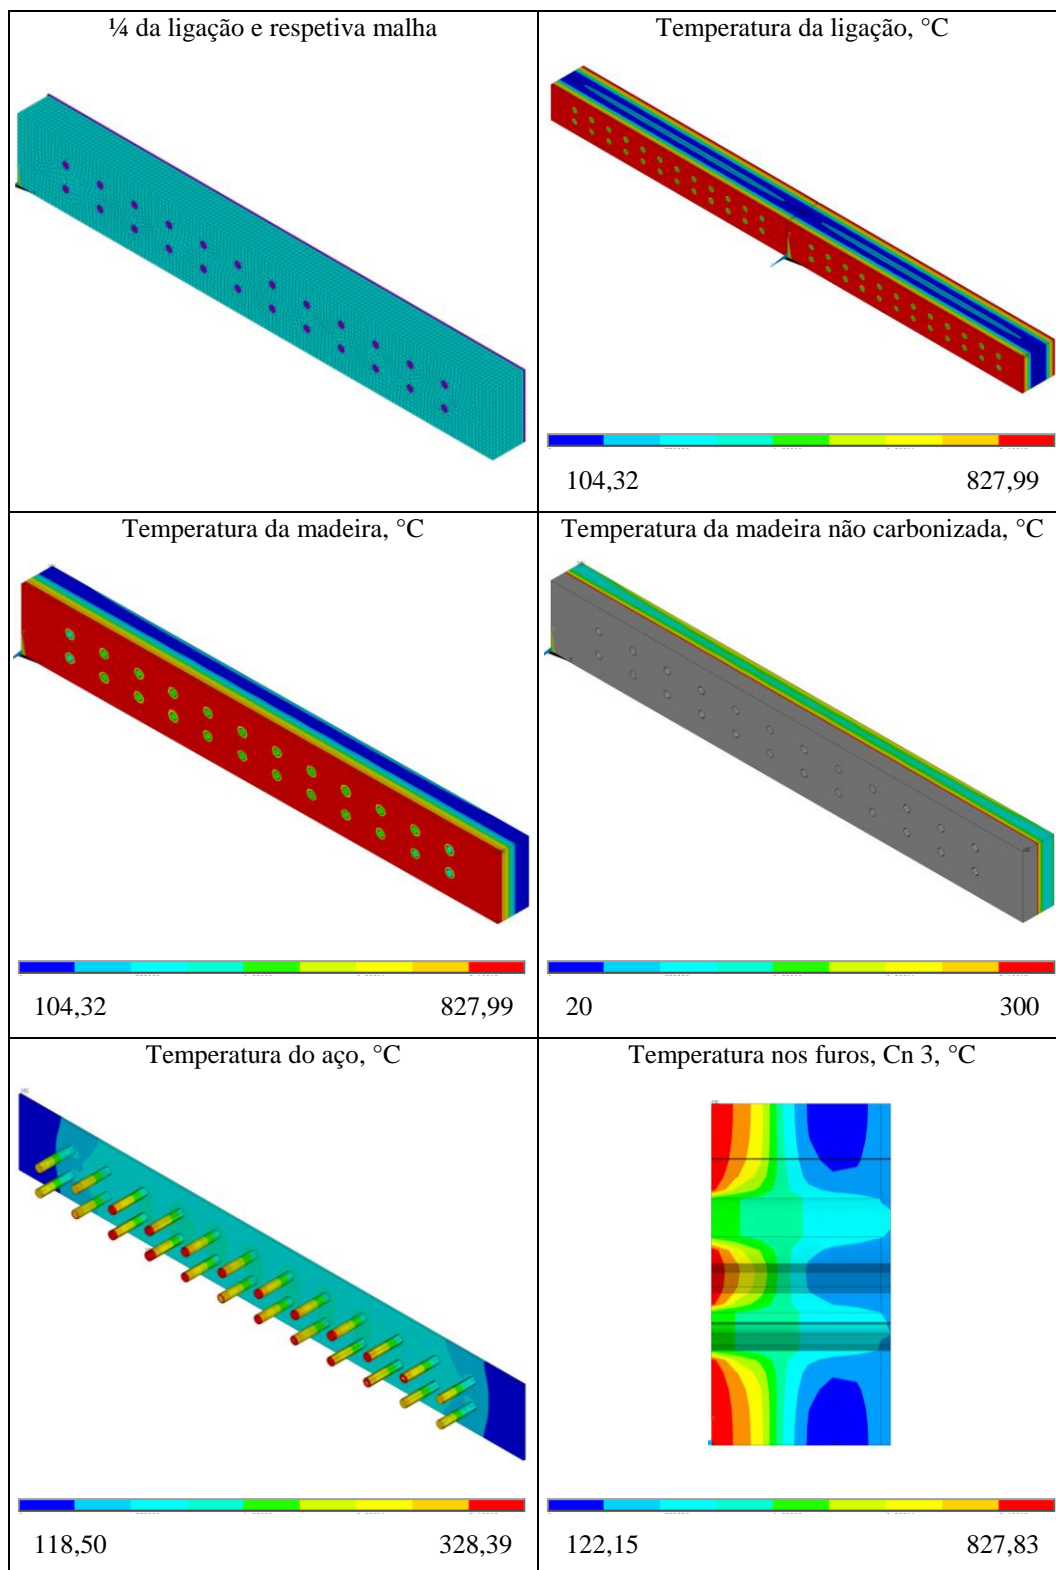 ¼ da ligação e respetiva malha
Temperatura da ligação, °C
104,32 827,99
Temperatura da madeira, °C
Temperatura da madeira não carbonizada, °C
104,32 827,99
20 300
Temperatura do aço, °C
Temperatura nos furos, Cn 3, °C
118,50 328,39
122,15 827,83